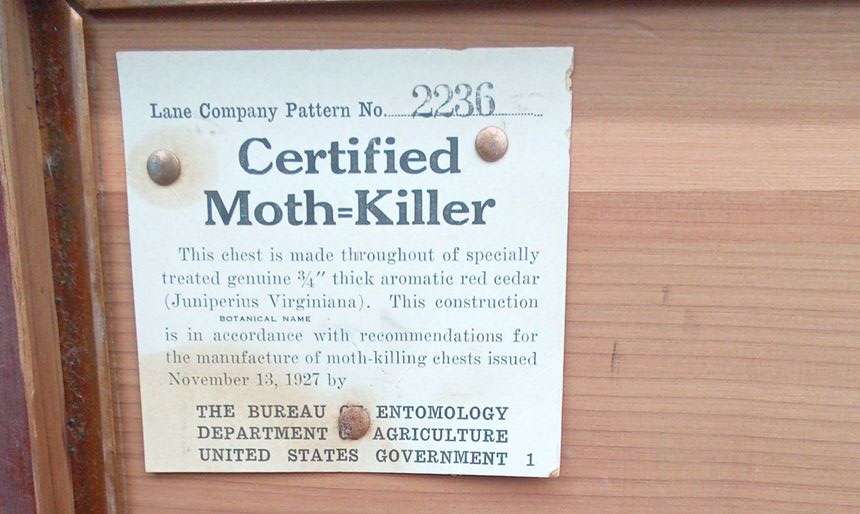 Lane Company Pattern No. 2236
Certified
Moth=Killer
This chest is made throughout of specially
treated genuine ¾" thick aromatic red cedar
(Juniperius Virginiana). This construction
BOTANICAL NAME
is in accordance with recommendations for
the manufacture of moth-killing chests issued
November 13, 1927 by
THE BUREAU OF ENTOMOLOGY
DEPARTMENT OF AGRICULTURE
UNITED STATES GOVERNMENT 1